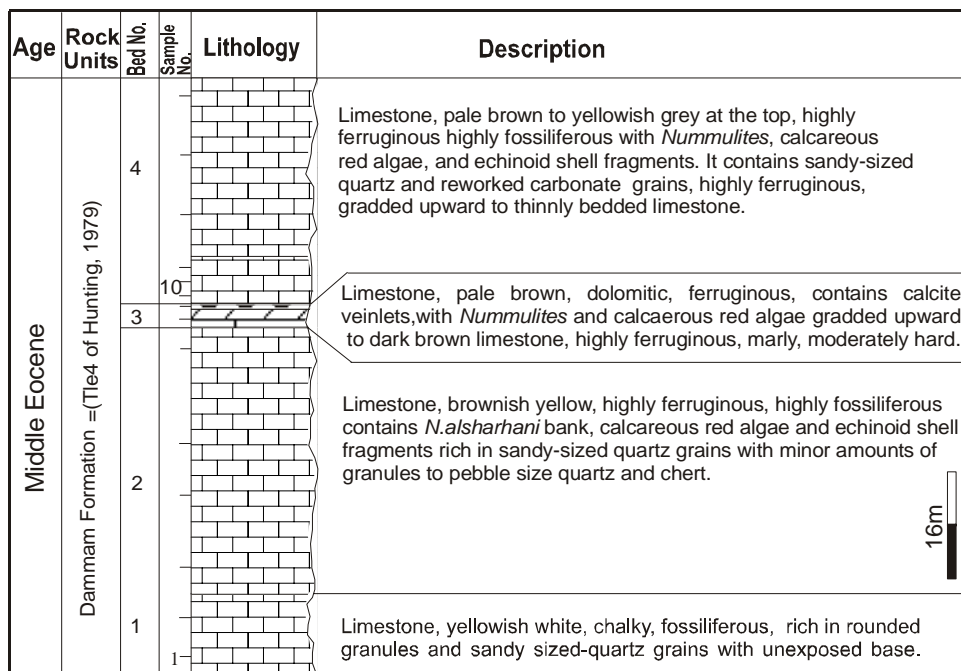 Age
Rock Units
Bed No.
Sample No.
Lithology
Description
Middle Eocene
Dammam Formation =(Tle4 of Hunting, 1979)
4
10
Limestone, pale brown to yellowish grey at the top, highly
ferruginous highly fossiliferous with Nummulites, calcareous
red algae, and echinoid shell fragments. It contains sandy-sized
quartz and reworked carbonate grains, highly ferruginous,
gradded upward to thinnly bedded limestone.
3
Limestone, pale brown, dolomitic, ferruginous, contains calcite
veinlets,with Nummulites and calcaerous red algae gradded upward
to dark brown limestone, highly ferruginous, marly, moderately hard.
2
Limestone, brownish yellow, highly ferruginous, highly fossiliferous
contains N.alsharhani bank, calcareous red algae and echinoid shell
fragments rich in sandy-sized quartz grains with minor amounts of
granules to pebble size quartz and chert.
16m
1
1
Limestone, yellowish white, chalky, fossiliferous, rich in rounded
granules and sandy sized-quartz grains with unexposed base.